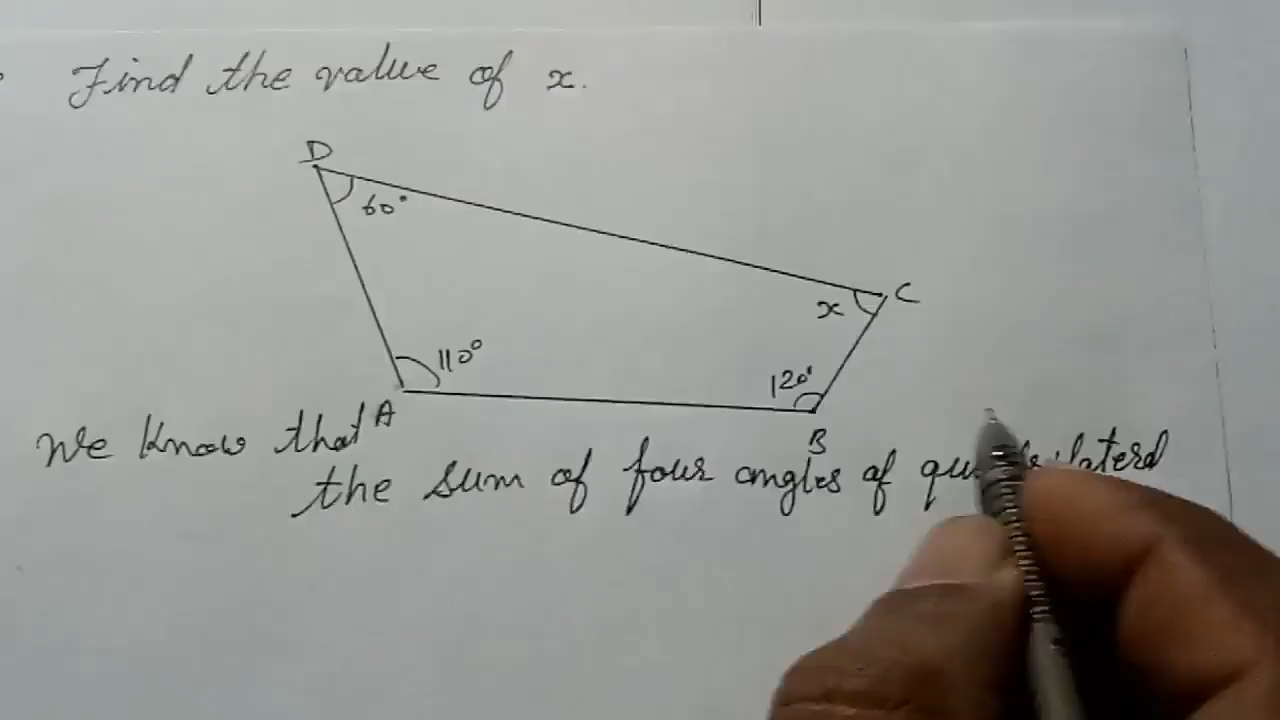 Find the value of x.
D
60°
C
x
110°
120°
A
B
We know that
the sum of four angles of